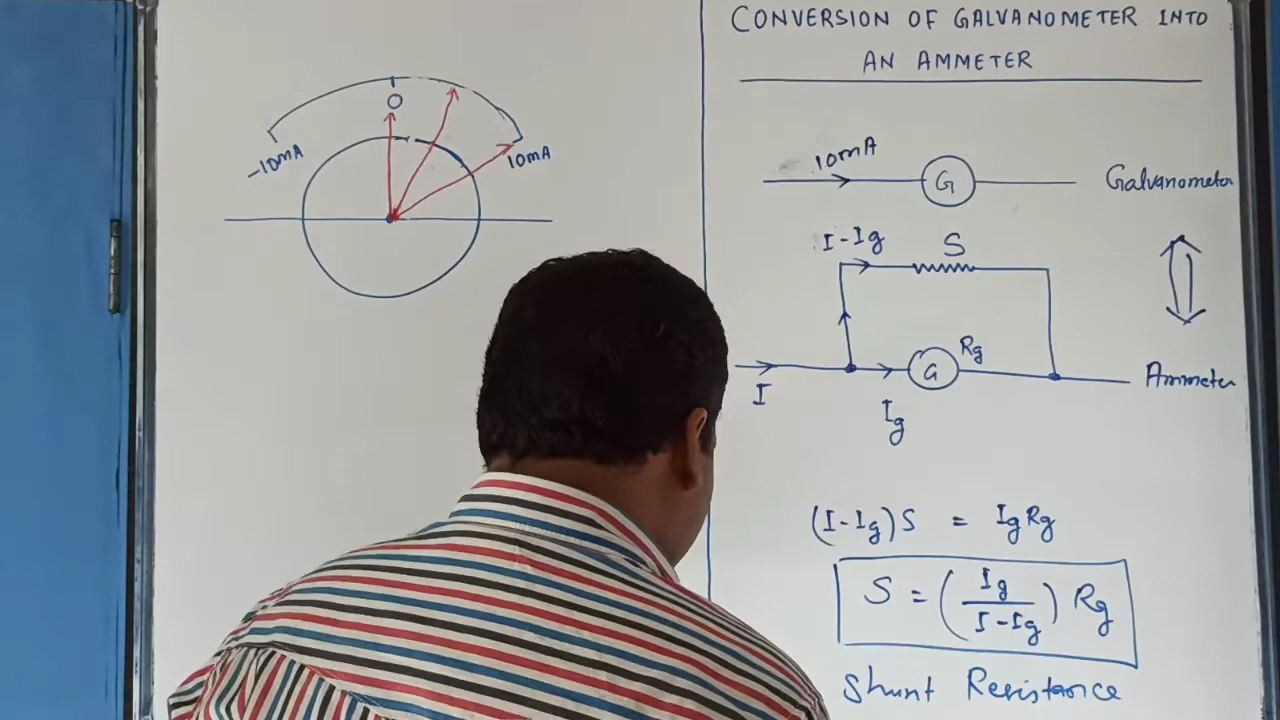 0
-10mA
10mA
CONVERSION OF GALVANOMETER INTO
AN AMMETER
10mA
G
Galvanometer
I-Ig
S
I
G
Rg
Ig
Ammeter
(I-Ig)S = IgRg
S = (Ig/I-Ig) Rg
Shunt Resistance